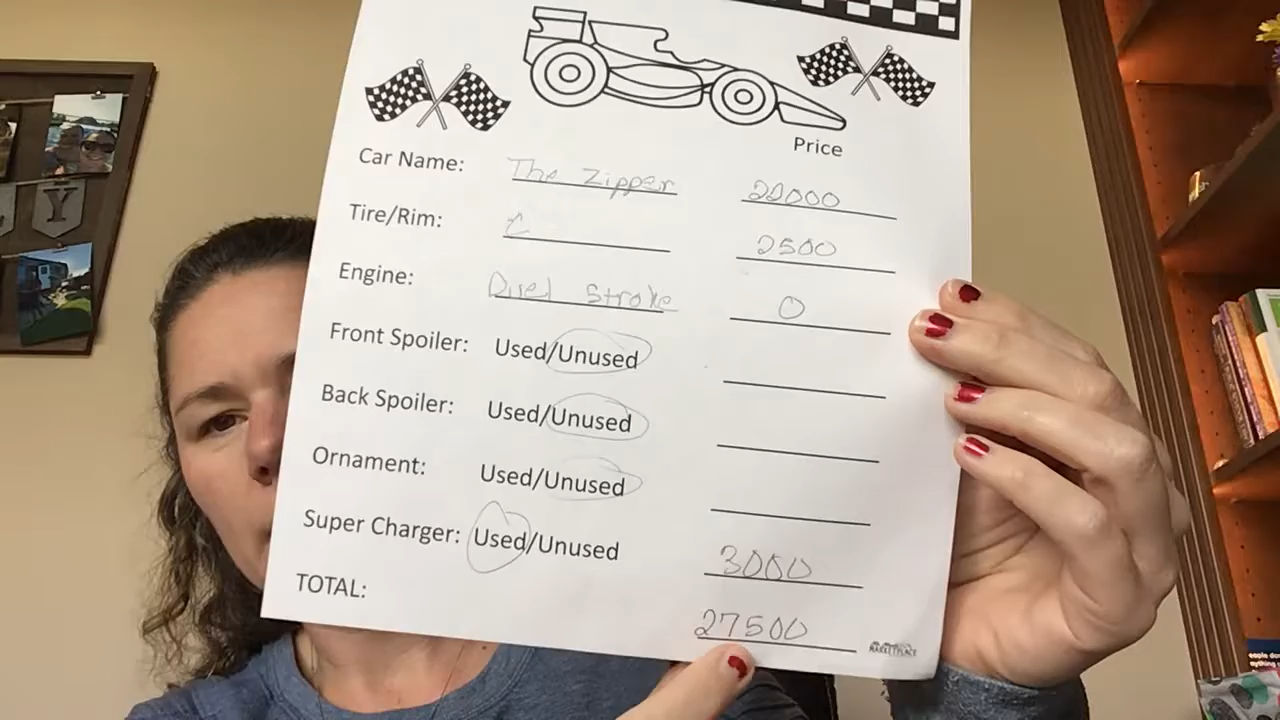 Price
Car Name: The Zipper 22000
Tire/Rim: C 2500
Engine: Duel Stroke 0
Front Spoiler: Used/Unused
Back Spoiler: Used/Unused
Ornament: Used/Unused
Super Charger: Used/Unused 3000
TOTAL: 27500
MARKETPLACE
Y